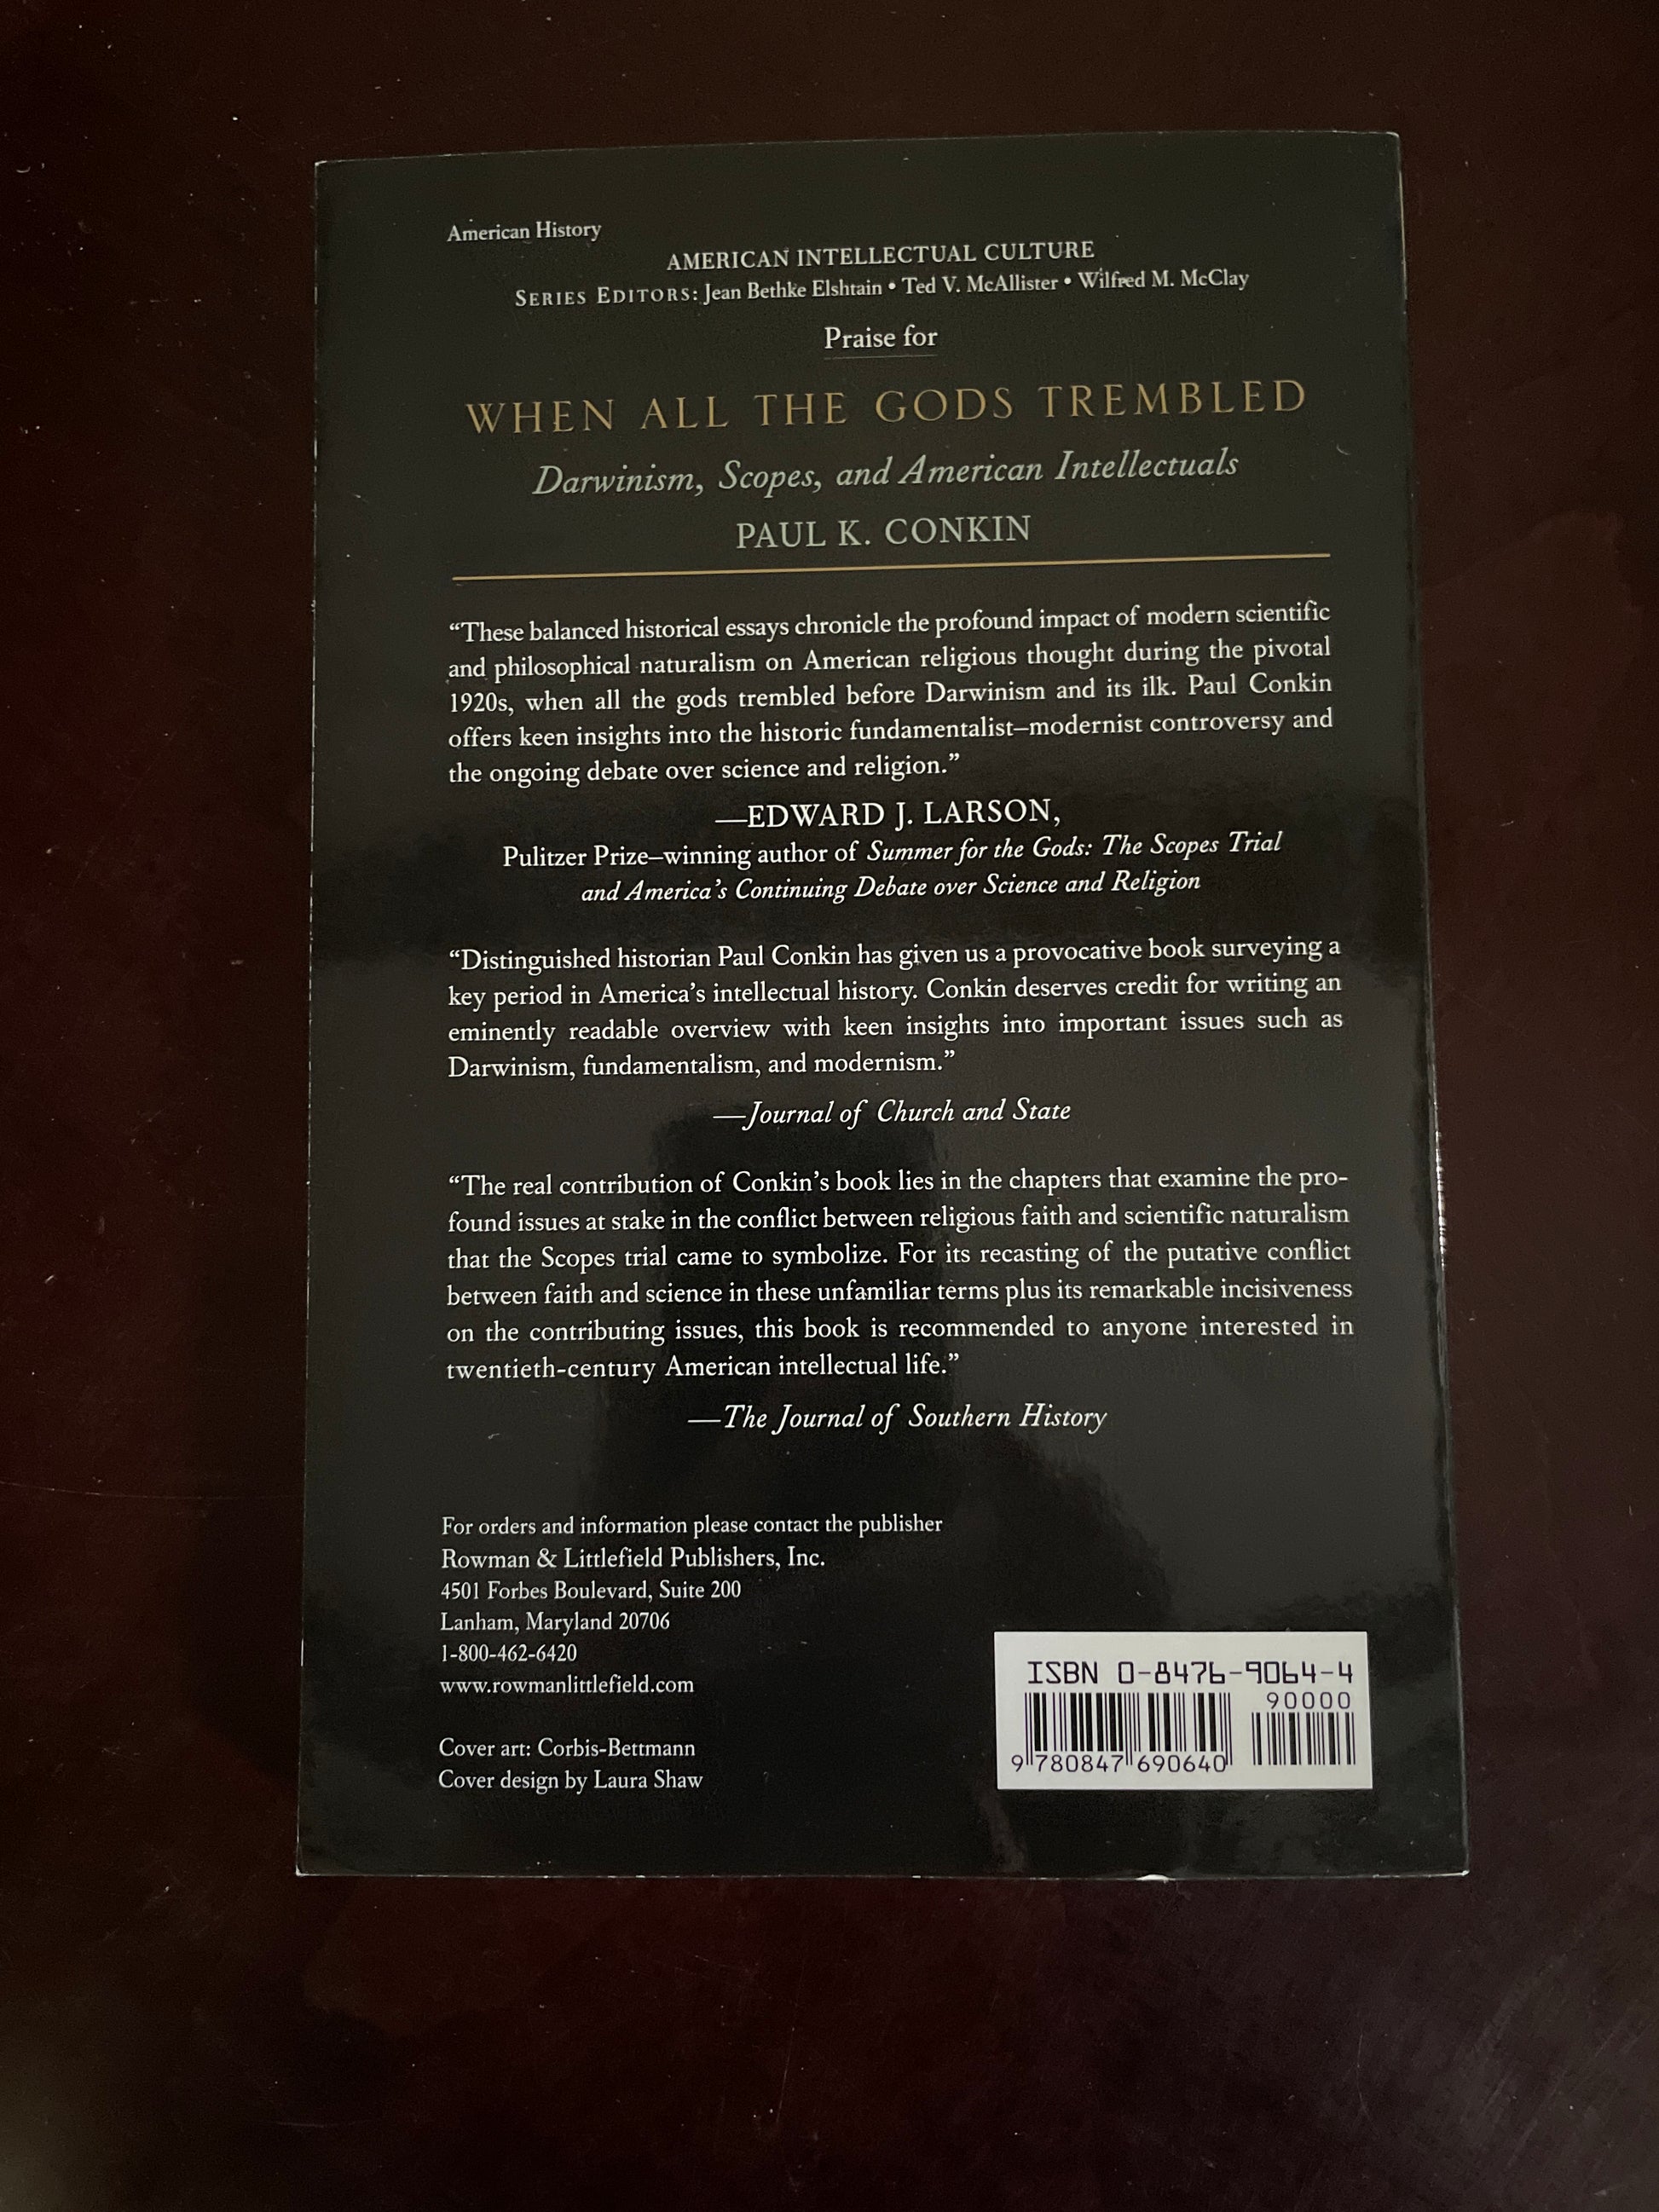 American History
AMERICAN INTELLECTUAL CULTURE
SERIES EDITORS: Jean Bethke Elshtain • Ted V. McAllister • Wilfred M. McClay
Praise for
WHEN ALL THE GODS TREMBLED
Darwinism, Scopes, and American Intellectuals
PAUL K. CONKIN
“These balanced historical essays chronicle the profound impact of modern scientific
and philosophical naturalism on American religious thought during the pivotal
1920s, when all the gods trembled before Darwinism and its ilk. Paul Conkin
offers keen insights into the historic fundamentalist–modernist controversy and
the ongoing debate over science and religion.”
—EDWARD J. LARSON,
Pulitzer Prize–winning author of Summer for the Gods: The Scopes Trial
and America’s Continuing Debate over Science and Religion
“Distinguished historian Paul Conkin has given us a provocative book surveying a
key period in America’s intellectual history. Conkin deserves credit for writing an
eminently readable overview with keen insights into important issues such as
Darwinism, fundamentalism, and modernism.”
—Journal of Church and State
“The real contribution of Conkin’s book lies in the chapters that examine the pro-
found issues at stake in the conflict between religious faith and scientific naturalism
that the Scopes trial came to symbolize. For its recasting of the putative conflict
between faith and science in these unfamiliar terms plus its remarkable incisiveness
on the contributing issues, this book is recommended to anyone interested in
twentieth-century American intellectual life.”
—The Journal of Southern History
For orders and information please contact the publisher
Rowman & Littlefield Publishers, Inc.
4501 Forbes Boulevard, Suite 200
Lanham, Maryland 20706
1-800-462-6420
www.rowmanlittlefield.com
Cover art: Corbis-Bettmann
Cover design by Laura Shaw
ISBN 0-8476-9064-4
90000
9 780847 690640